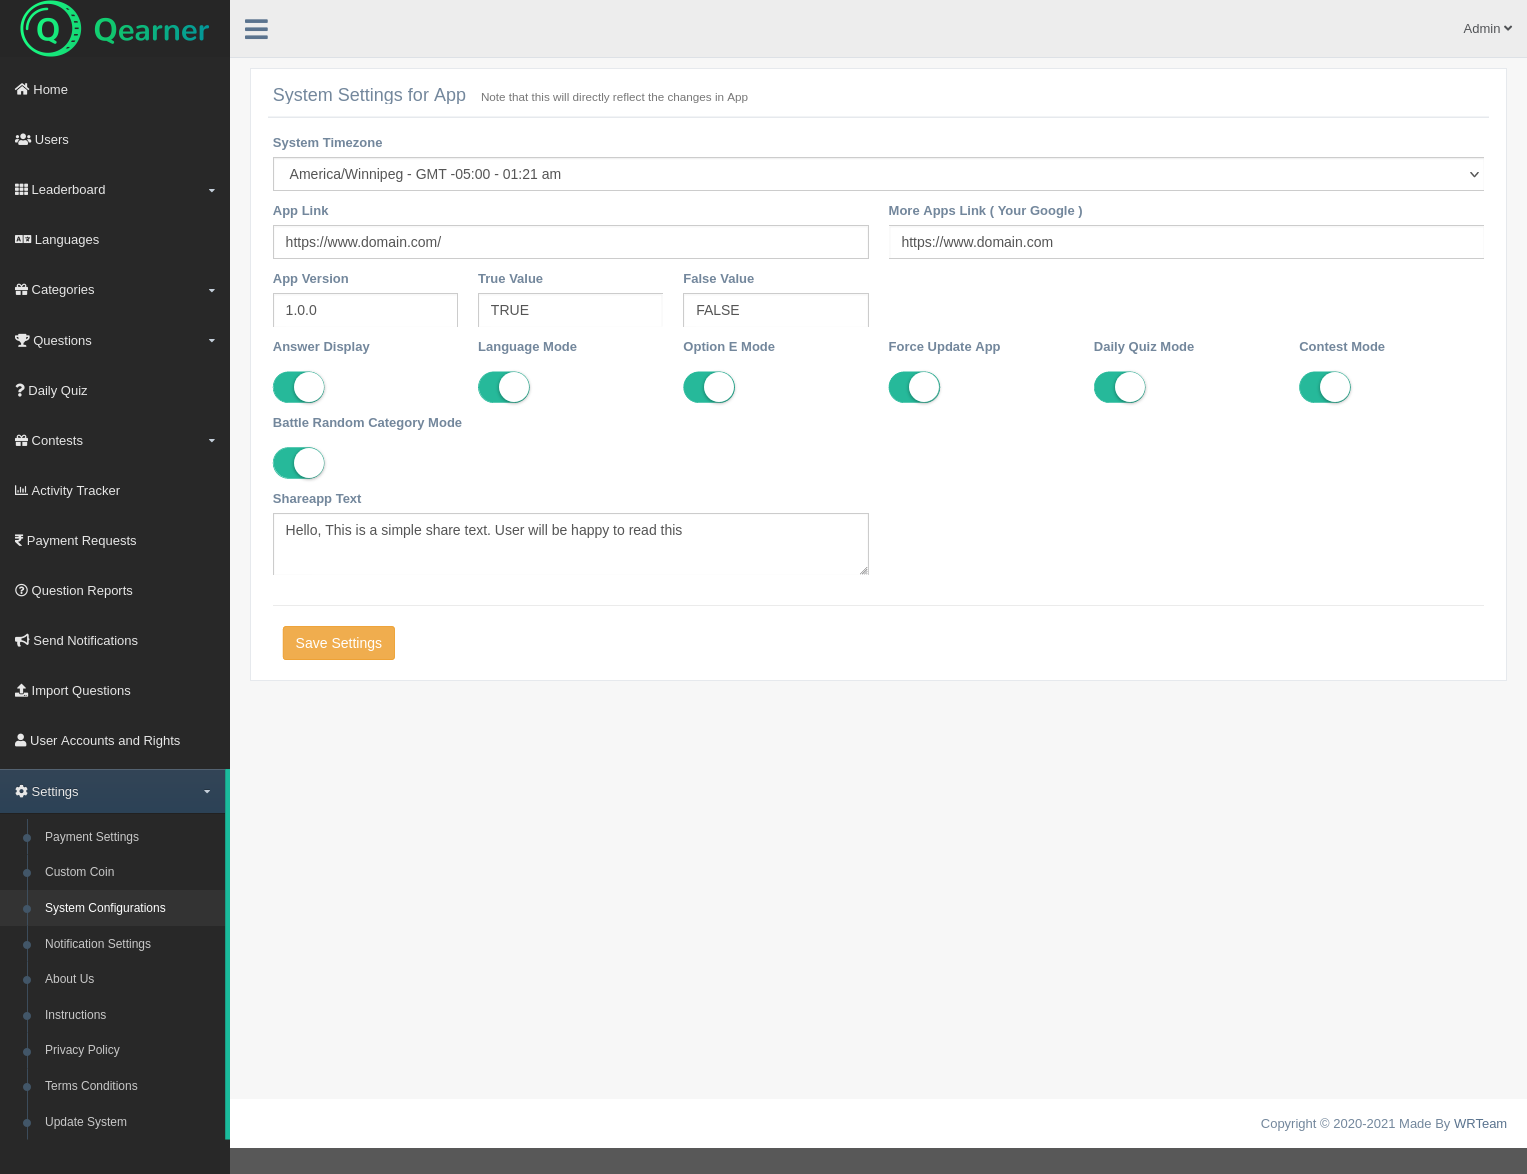 Q Qearner
Admin
Home
Users
Leaderboard
Languages
Categories
Questions
Daily Quiz
Contests
Activity Tracker
Payment Requests
Question Reports
Send Notifications
Import Questions
User Accounts and Rights
Settings
Payment Settings
Custom Coin
System Configurations
Notification Settings
About Us
Instructions
Privacy Policy
Terms Conditions
Update System
System Settings for App Note that this will directly reflect the changes in App
System Timezone
America/Winnipeg - GMT -05:00 - 01:21 am
App Link More Apps Link ( Your Google )
https://www.domain.com/ https://www.domain.com
App Version True Value False Value
1.0.0 TRUE FALSE
Answer Display Language Mode Option E Mode Force Update App Daily Quiz Mode Contest Mode
Battle Random Category Mode
Shareapp Text
Hello, This is a simple share text. User will be happy to read this
Save Settings
Copyright © 2020-2021 Made By WRTeam